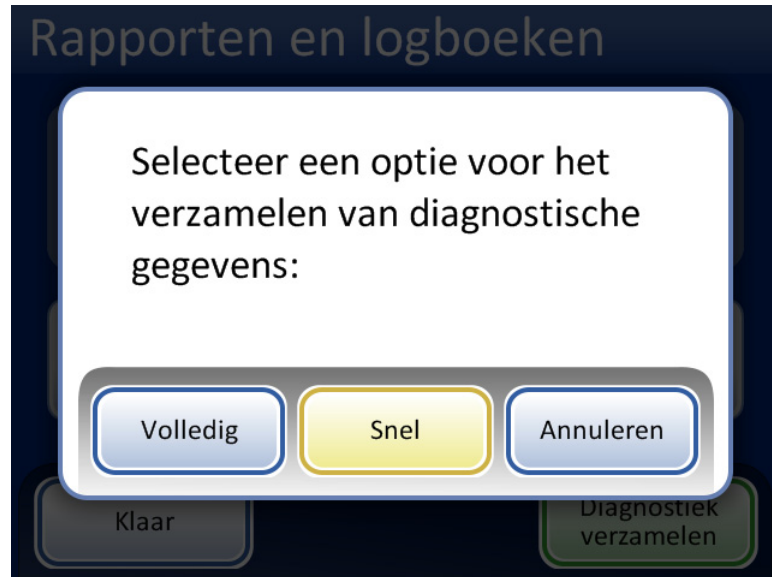 Rapporten en logboeken
Selecteer een optie voor het
verzamelen van diagnostische
gegevens:
Volledig
Snel
Annuleren
Klaar
Diagnostiek
verzamelen